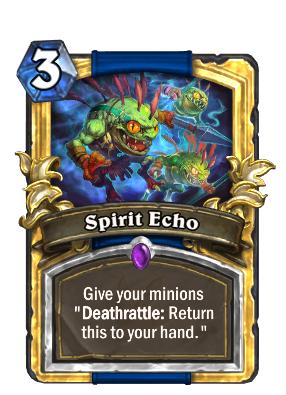 3
Spirit Echo
Give your minions
"Deathrattle: Return
this to your hand."